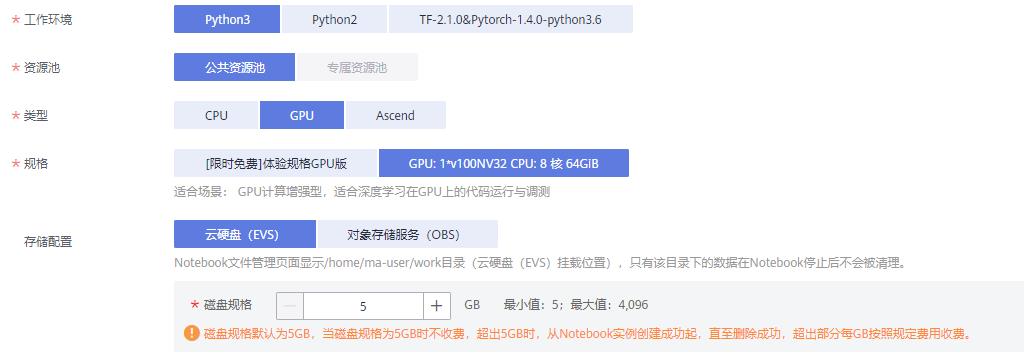 * 工作环境 Python3 Python2 TF-2.1.0&Pytorch-1.4.0-python3.6
* 资源池 公共资源池 专属资源池
* 类型 CPU GPU Ascend
* 规格 [限时免费]体验规格GPU版 GPU: 1*v100NV32 CPU: 8 核 64GiB
适合场景： GPU计算增强型，适合深度学习在GPU上的代码运行与调测
存储配置 云硬盘（EVS） 对象存储服务（OBS）
Notebook文件管理页面显示/home/ma-user/work目录（云硬盘（EVS）挂载位置），只有该目录下的数据在Notebook停止后不会被清理。
* 磁盘规格 — 5 + GB 最小值：5；最大值：4,096
! 磁盘规格默认为5GB，当磁盘规格为5GB时不收费，超出5GB时，从Notebook实例创建成功起，直至删除成功，超出部分每GB按照规定费用收费。